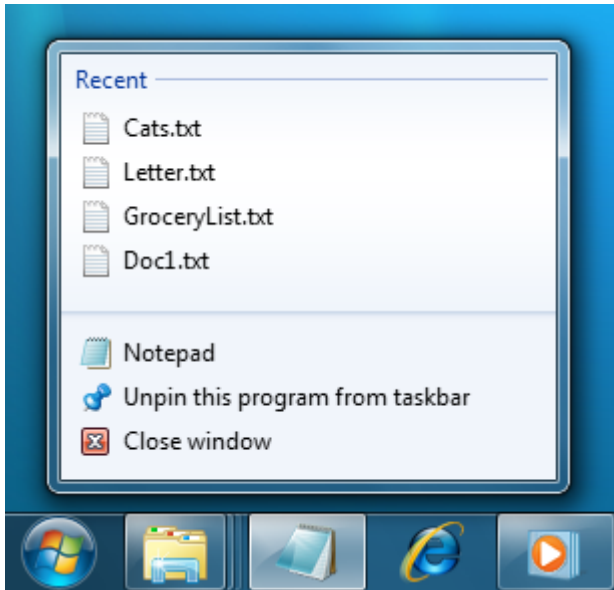 Recent
Cats.txt
Letter.txt
GroceryList.txt
Doc1.txt
Notepad
Unpin this program from taskbar
Close window